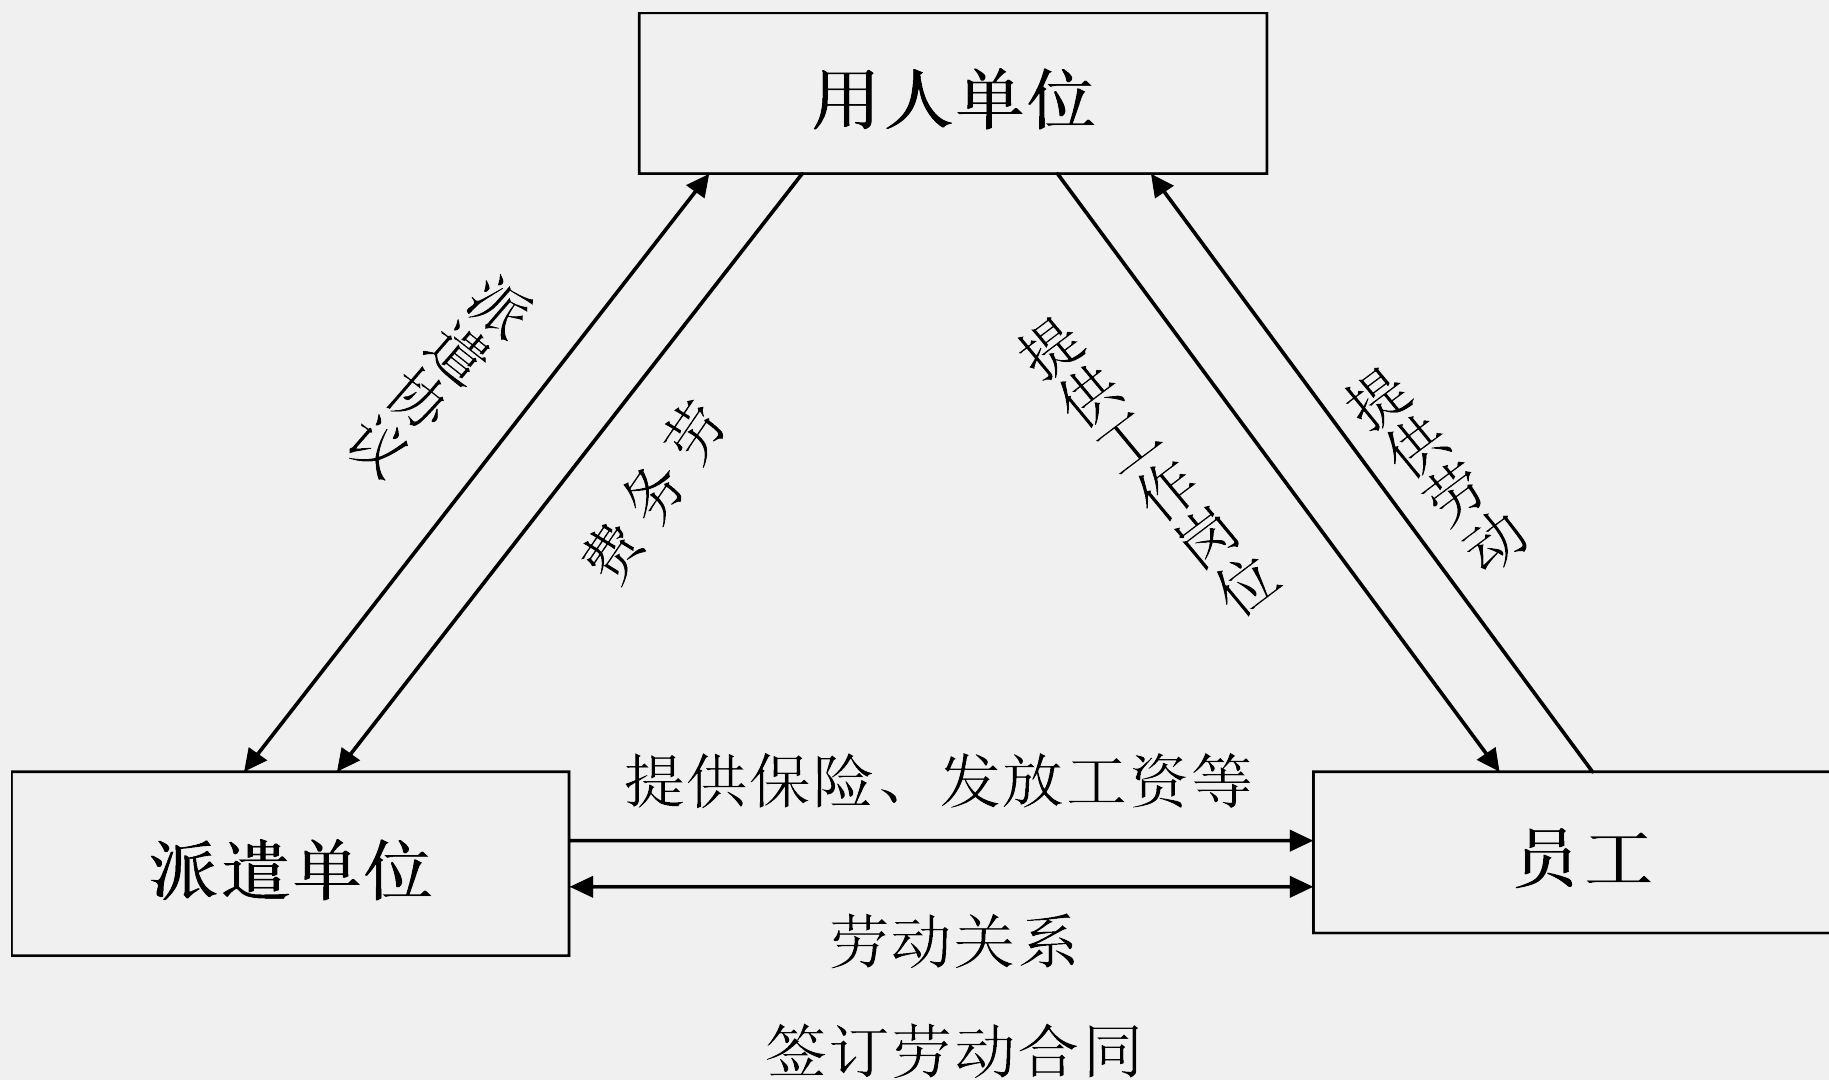 用人单位
派遣协议
劳务费
提供工作岗位
提供劳动
提供保险、发放工资等
派遣单位
员工
劳动关系
签订劳动合同